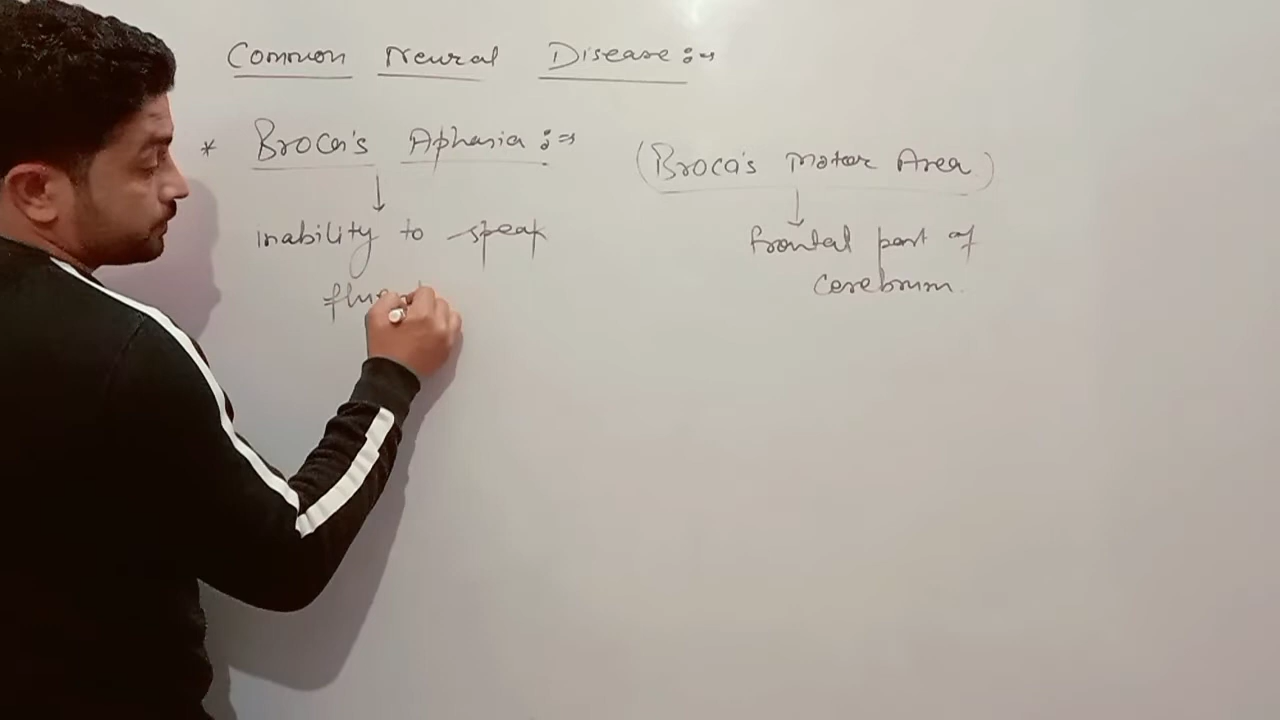 Common Neural Disease :→
* Broca's Aphasia :⇒
(Broca's Motor Area)
↓
↓
inability to speak
frontal part of
cerebrum.